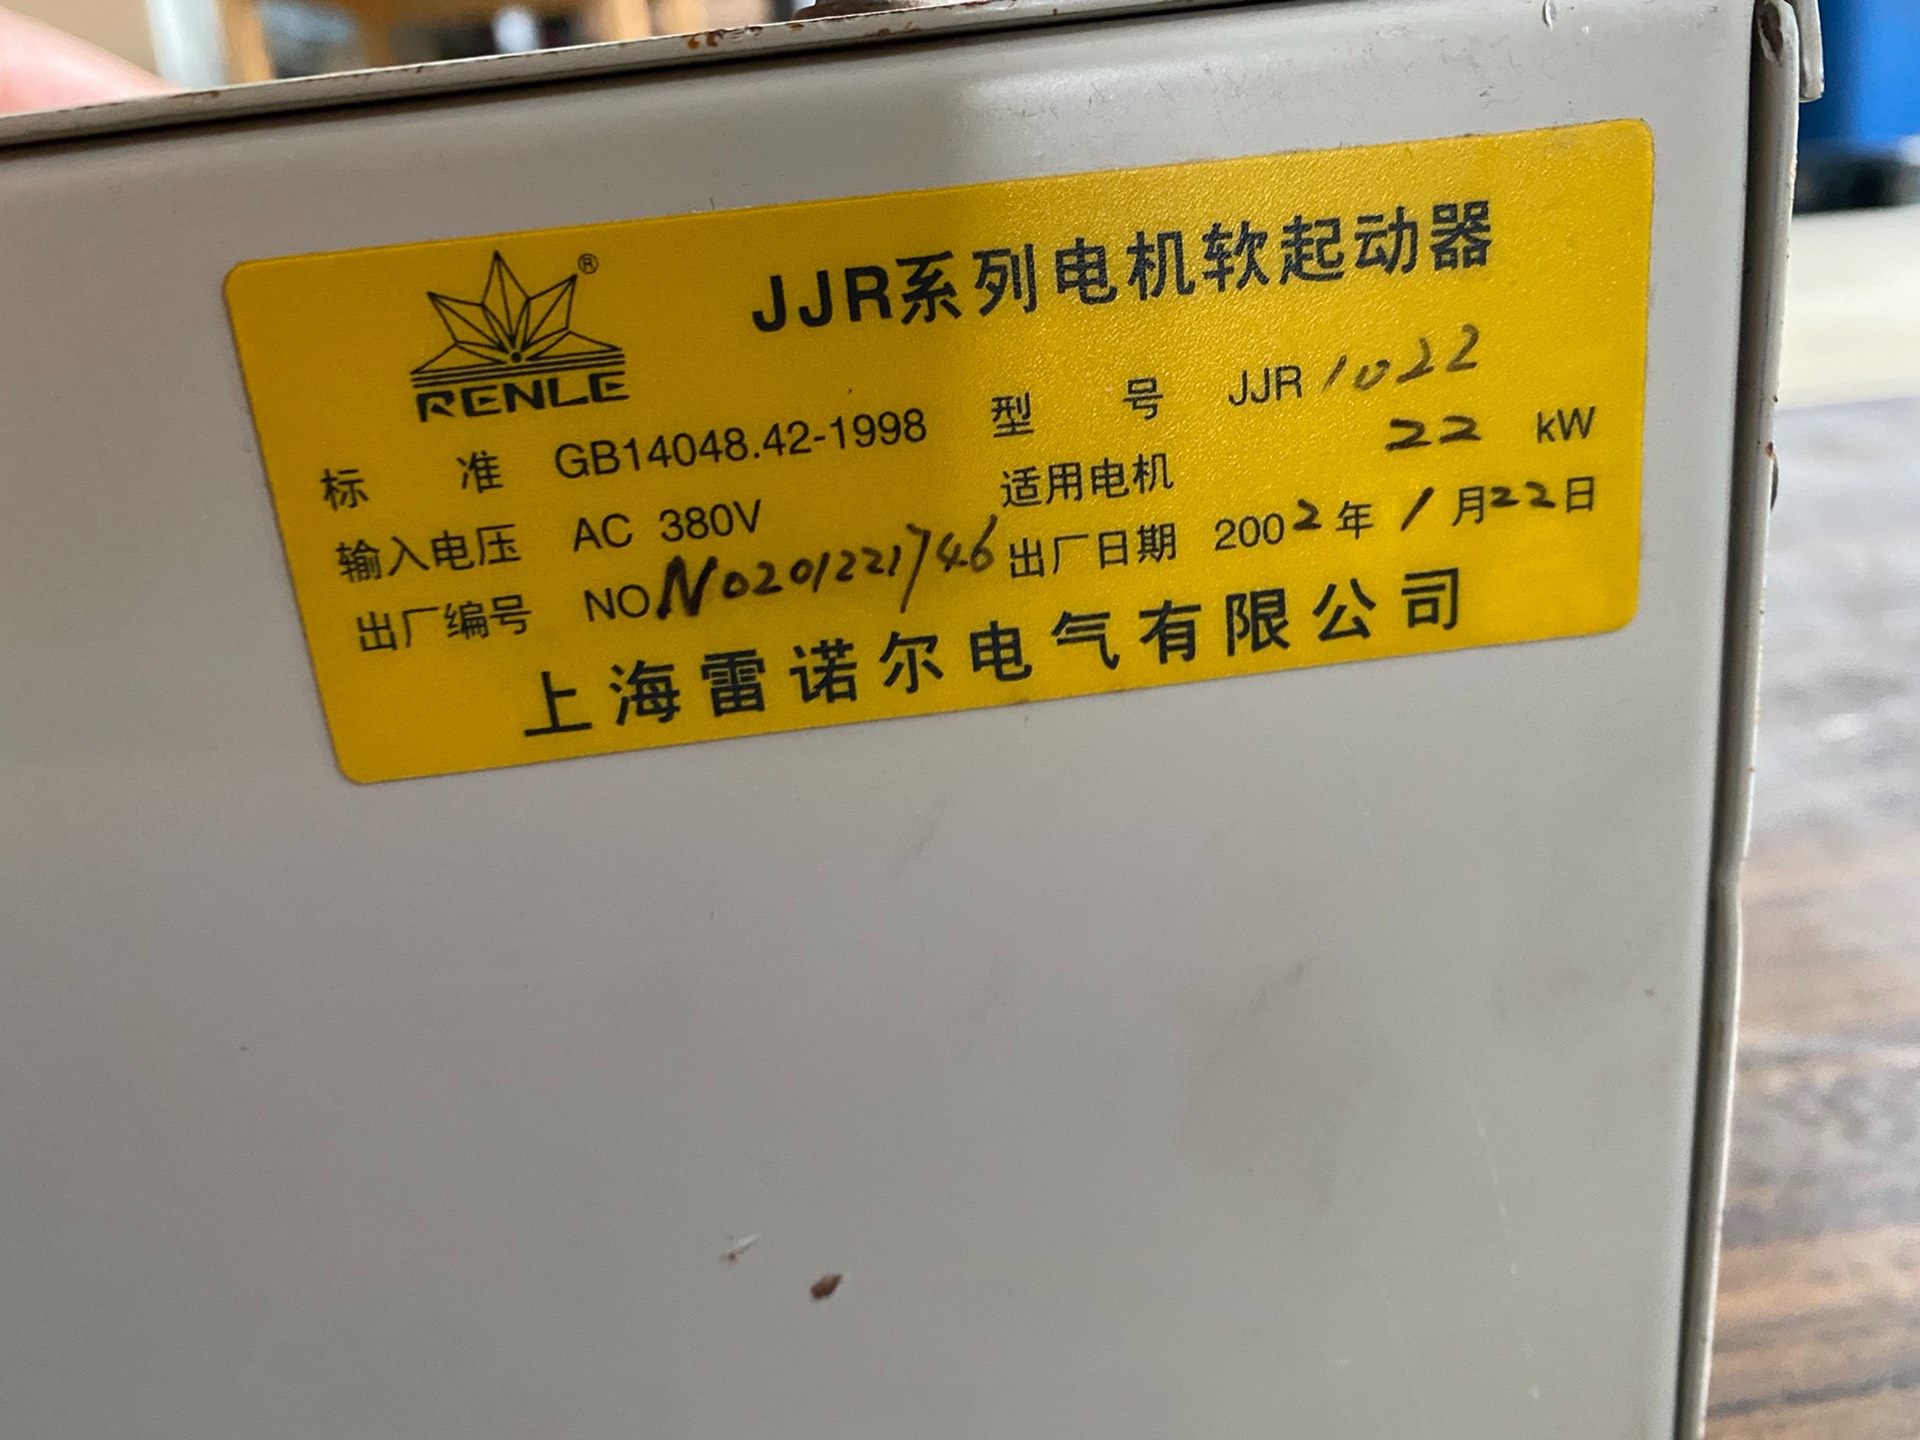 ®
RENLE
JJR系列电机软起动器
标 准 GB14048.42-1998 型 号 JJR 1022
输入电压 AC 380V 适用电机 22 kW
出厂编号 NO N0201221746 出厂日期 2002年1月22日
上海雷诺尔电气有限公司